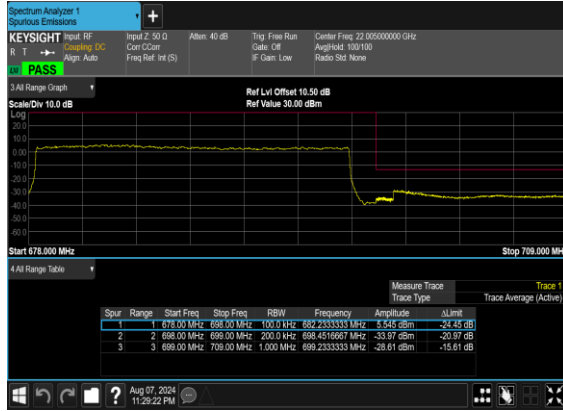 Spectrum Analyzer 1
Spurious Emissions
+
KEYSIGHT Input: RF Input Z: 50 Ω Atten: 40 dB Trig: Free Run Center Freq: 22.005000000 GHz
R T Coupling: DC Corr CCorr Gate: Off Avg|Hold: 100/100
Align: Auto Freq Ref: Int (S) IF Gain: Low Radio Std: None
LXI PASS
3 All Range Graph
Ref Lvl Offset 10.50 dB
Scale/Div 10.0 dB Ref Value 30.00 dBm
Log
20.0
10.0
0.00
-10.0
-20.0
-30.0
-40.0
-50.0
-60.0
Start 678.000 MHz Stop 709.000 MH
4 All Range Table
Measure Trace Trace 1
Trace Type Trace Average (Active)
Spur Range Start Freq Stop Freq RBW Frequency Amplitude ΔLimit
1 1 678.00 MHz 698.00 MHz 100.0 kHz 682.2333333 MHz 5.545 dBm -24.45 dB
2 2 698.00 MHz 699.00 MHz 200.0 kHz 698.4516667 MHz -33.97 dBm -20.97 dB
3 3 699.00 MHz 709.00 MHz 1.000 MHz 699.2333333 MHz -28.61 dBm -15.61 dB
? Aug 07, 2024
11:29:22 PM